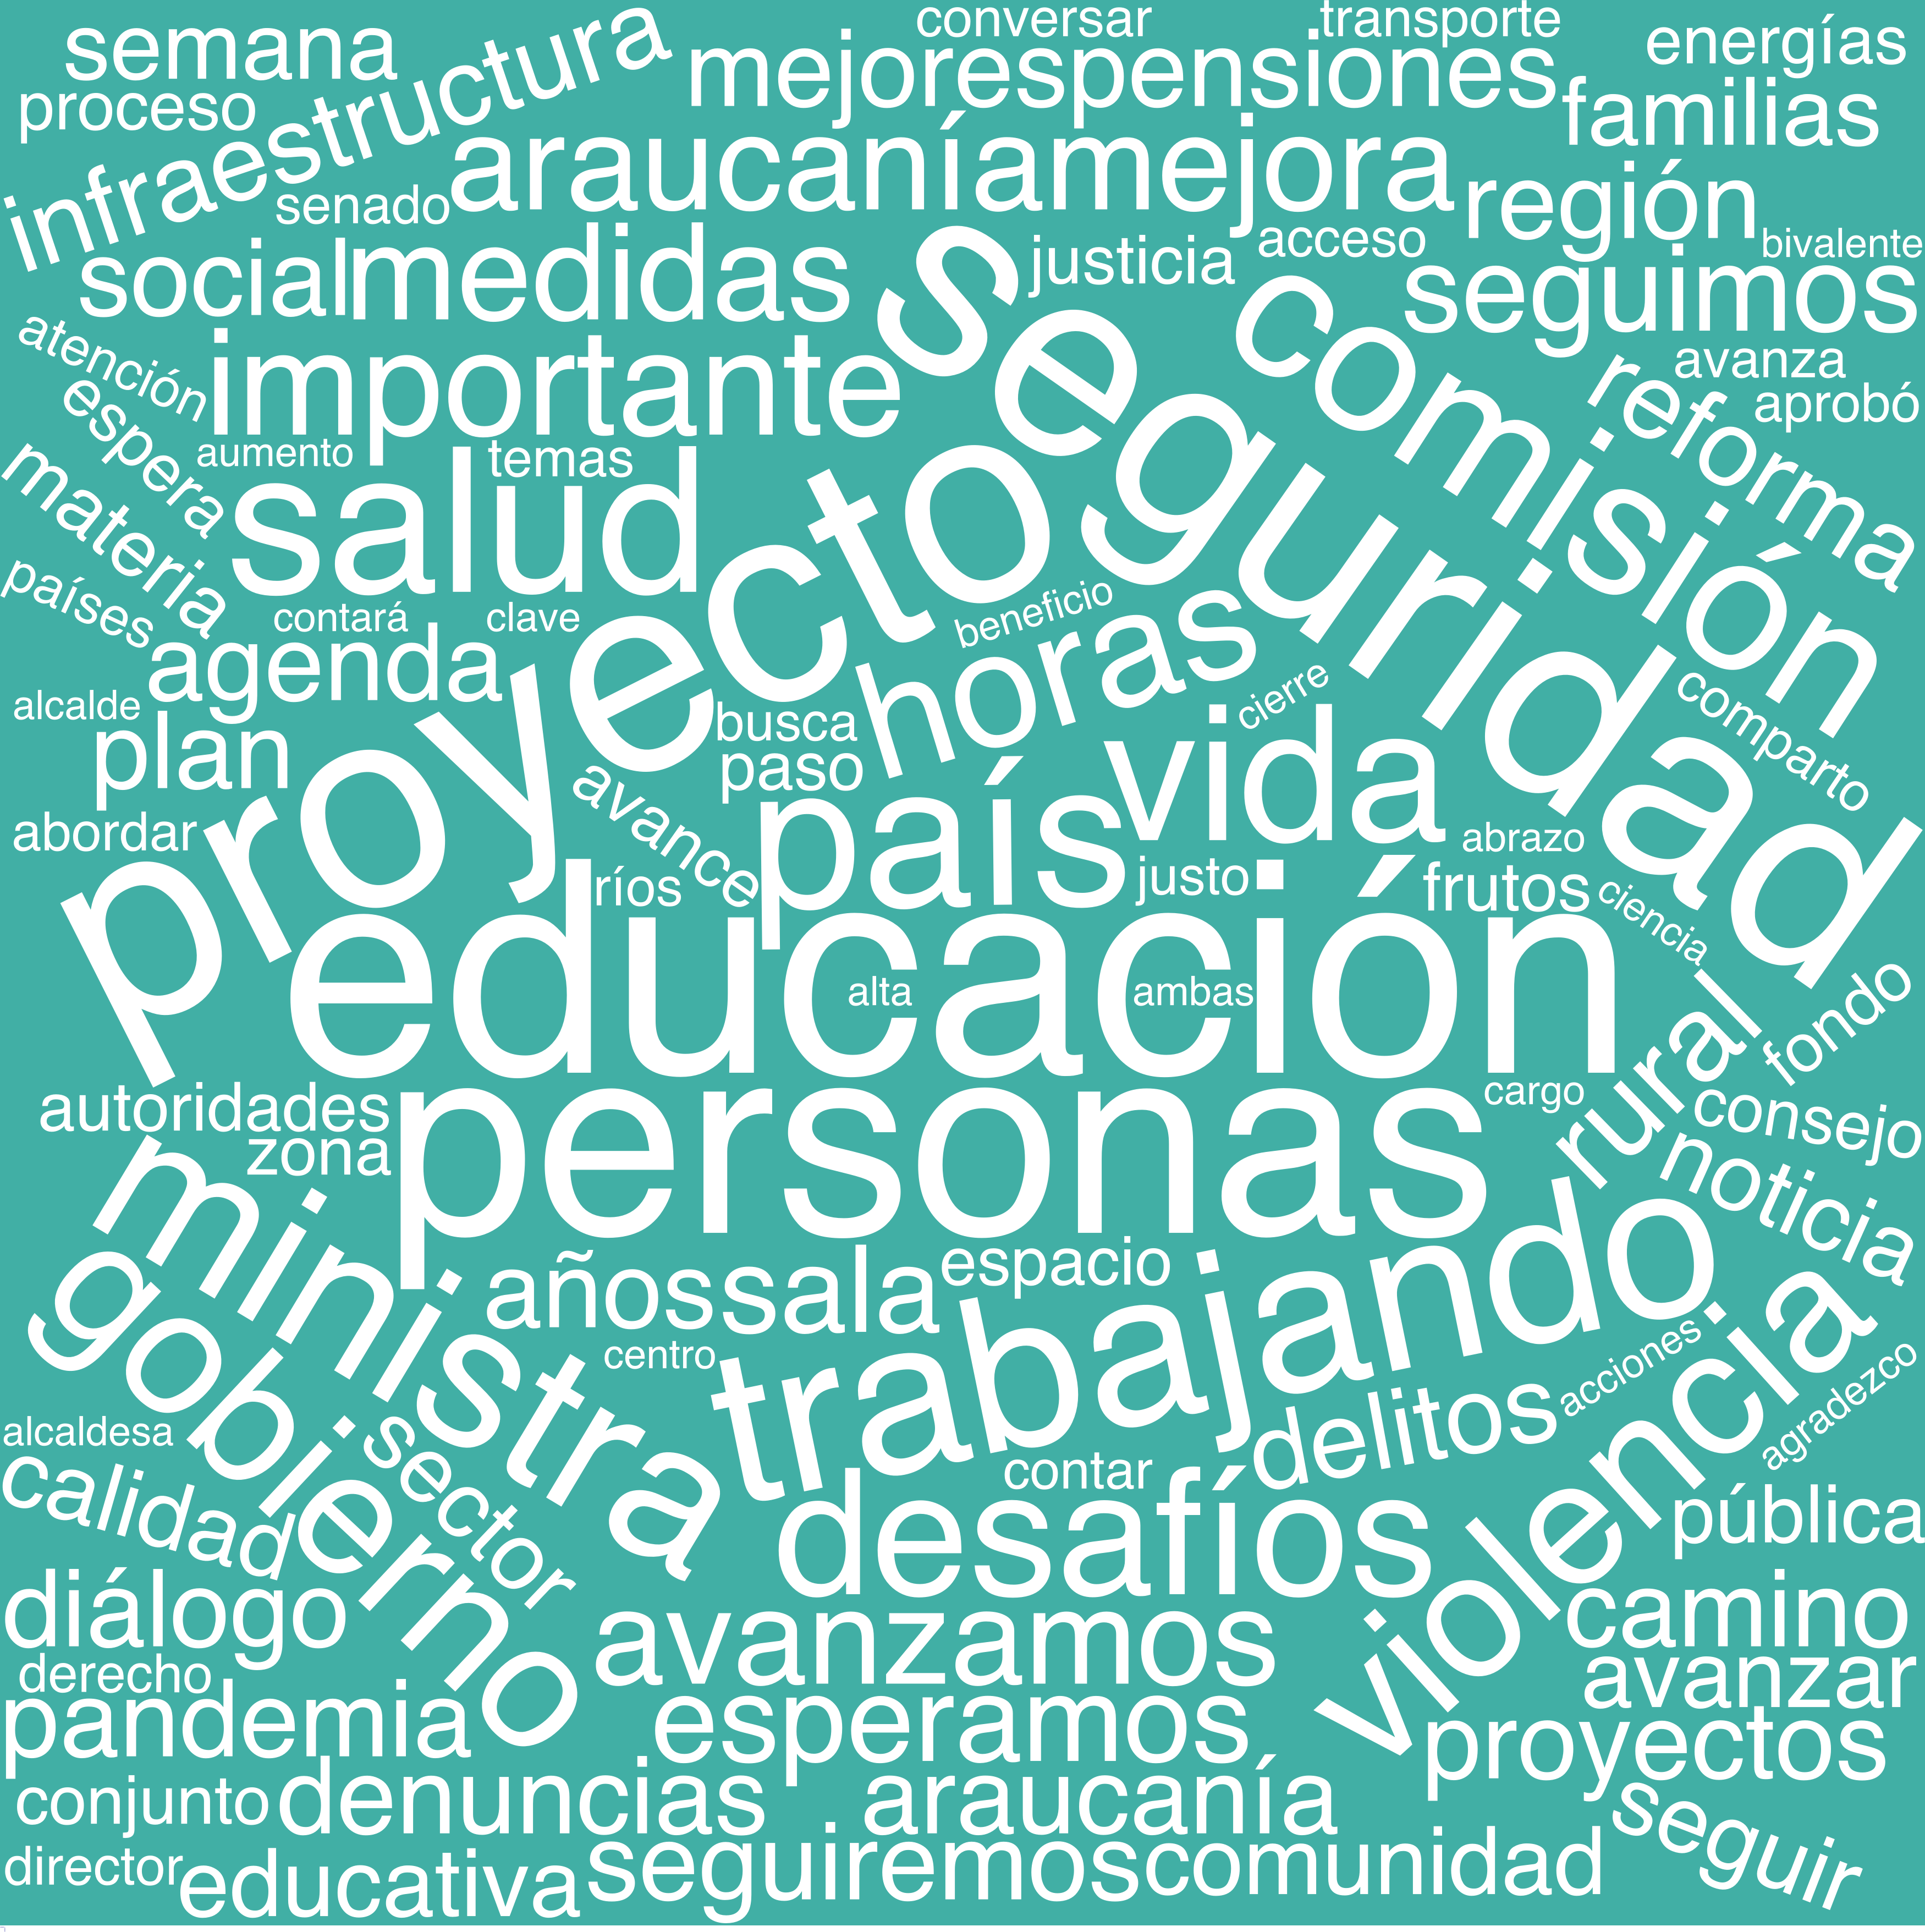 semana
conversar
transporte
energías
proceso
infraestructura
mejorespensiones
familias
senado
araucaníamejora
región
social
medidas
justicia
acceso
bivalente
seguimos
atención
importante
seguridad
comisión
avanza
reforma
aprobó
espera
aumento
temas
materia
salud
proyecto
países
contará
clave
beneficio
agenda
horas
alcalde
busca
cierre
comparto
plan
paso
vida
abordar
avance
país
abrazo
ríos
justo
frutos
ciencia
educación
alta
ambas
rural
fondo
autoridades
personas
cargo
consejo
zona
noticia
ministra
gobierno
años
sala
espacio
trabajando
centro
acciones
agradezco
alcaldesa
sector
delitos
violencia
calidad
contar
pública
desafíos
diálogo
camino
avanzamos
derecho
avanzar
pandemia
esperamos
proyectos
conjunto
denuncias
araucanía
seguir
director
educativa
seguiremos
comunidad